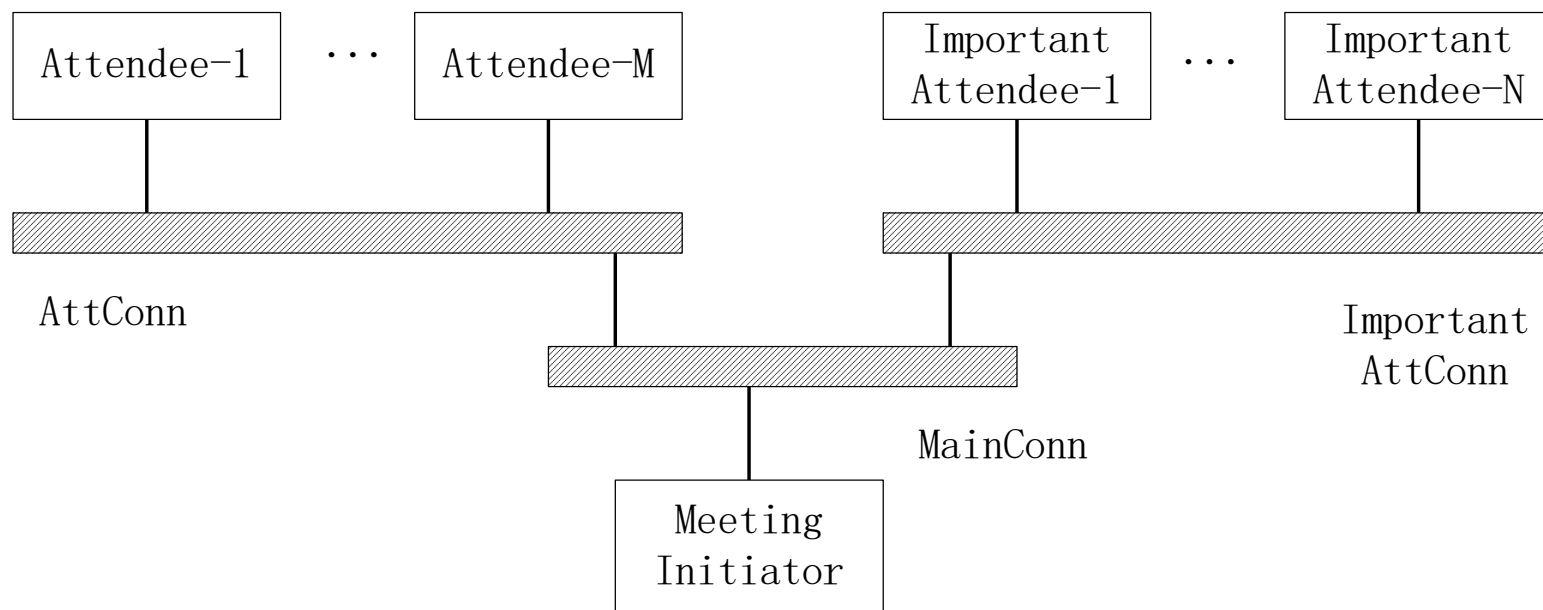 Attendee-1
···
Attendee-M
Important
Attendee-1
···
Important
Attendee-N
AttConn
Important
AttConn
MainConn
Meeting
Initiator